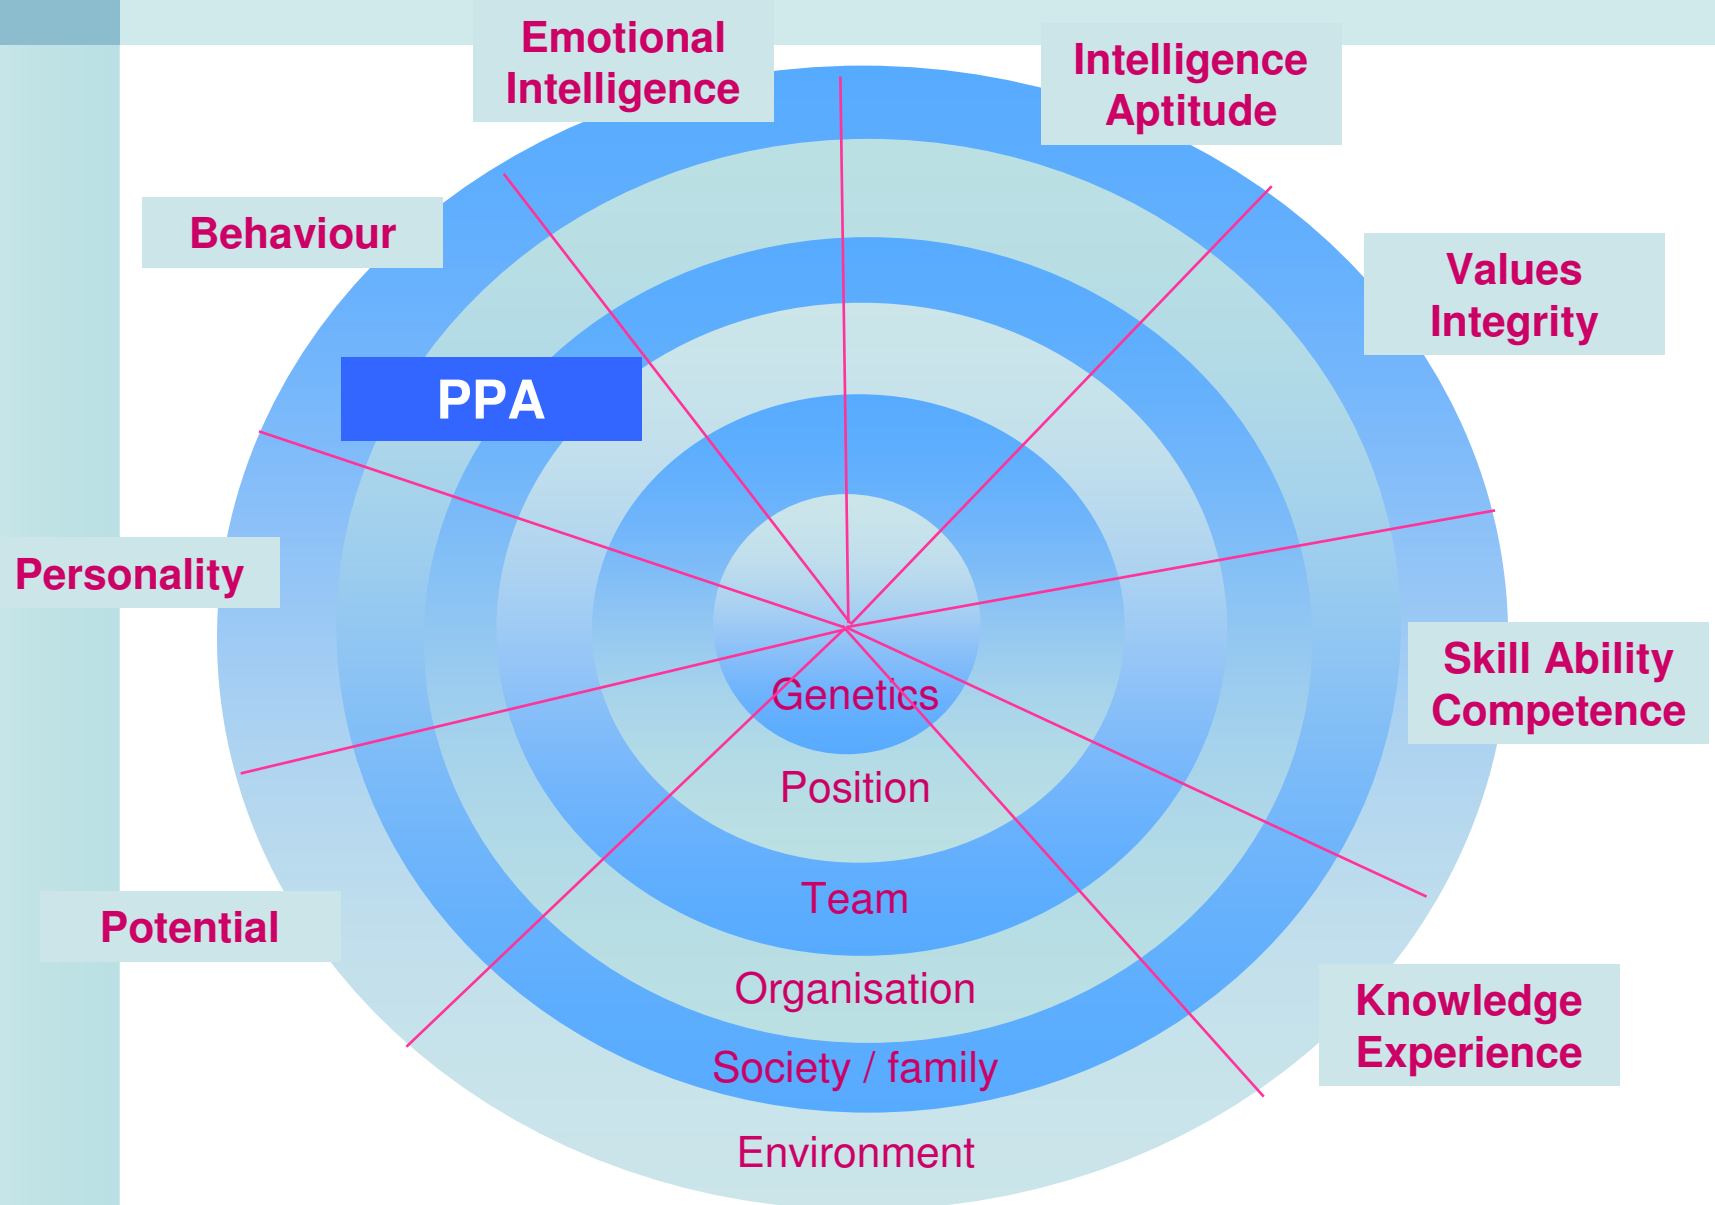 Emotional
Intelligence
Intelligence
Aptitude
Behaviour
Values
Integrity
PPA
Personality
Skill Ability
Competence
Genetics
Position
Team
Potential
Organisation
Knowledge
Experience
Society / family
Environment